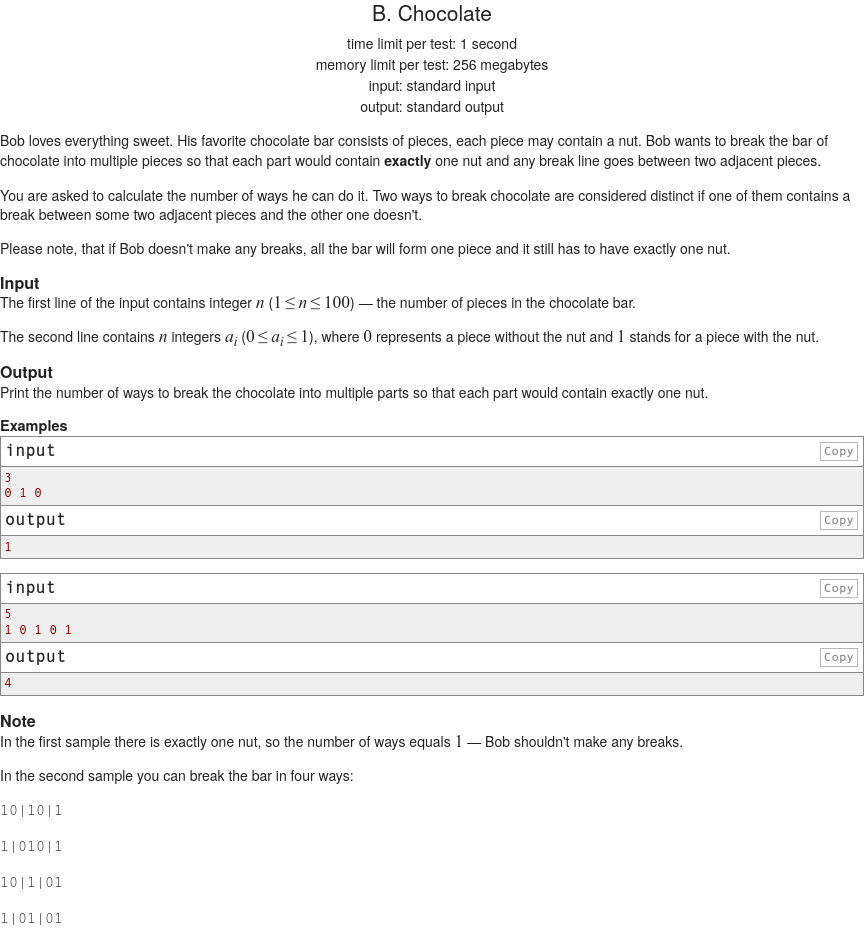 B. Chocolate
time limit per test: 1 second
memory limit per test: 256 megabytes
input: standard input
output: standard output
Bob loves everything sweet. His favorite chocolate bar consists of pieces, each piece may contain a nut. Bob wants to break the bar of
chocolate into multiple pieces so that each part would contain exactly one nut and any break line goes between two adjacent pieces.
You are asked to calculate the number of ways he can do it. Two ways to break chocolate are considered distinct if one of them contains a
break between some two adjacent pieces and the other one doesn't.
Please note, that if Bob doesn't make any breaks, all the bar will form one piece and it still has to have exactly one nut.
Input
The first line of the input contains integer n (1 ≤ n ≤ 100) — the number of pieces in the chocolate bar.
The second line contains n integers a_i (0 ≤ a_i ≤ 1), where 0 represents a piece without the nut and 1 stands for a piece with the nut.
Output
Print the number of ways to break the chocolate into multiple parts so that each part would contain exactly one nut.
Examples
input Copy
3
0 1 0
output Copy
1
input Copy
5
1 0 1 0 1
output Copy
4
Note
In the first sample there is exactly one nut, so the number of ways equals 1 — Bob shouldn't make any breaks.
In the second sample you can break the bar in four ways:
10|10|1
1|010|1
10|1|01
1|01|01